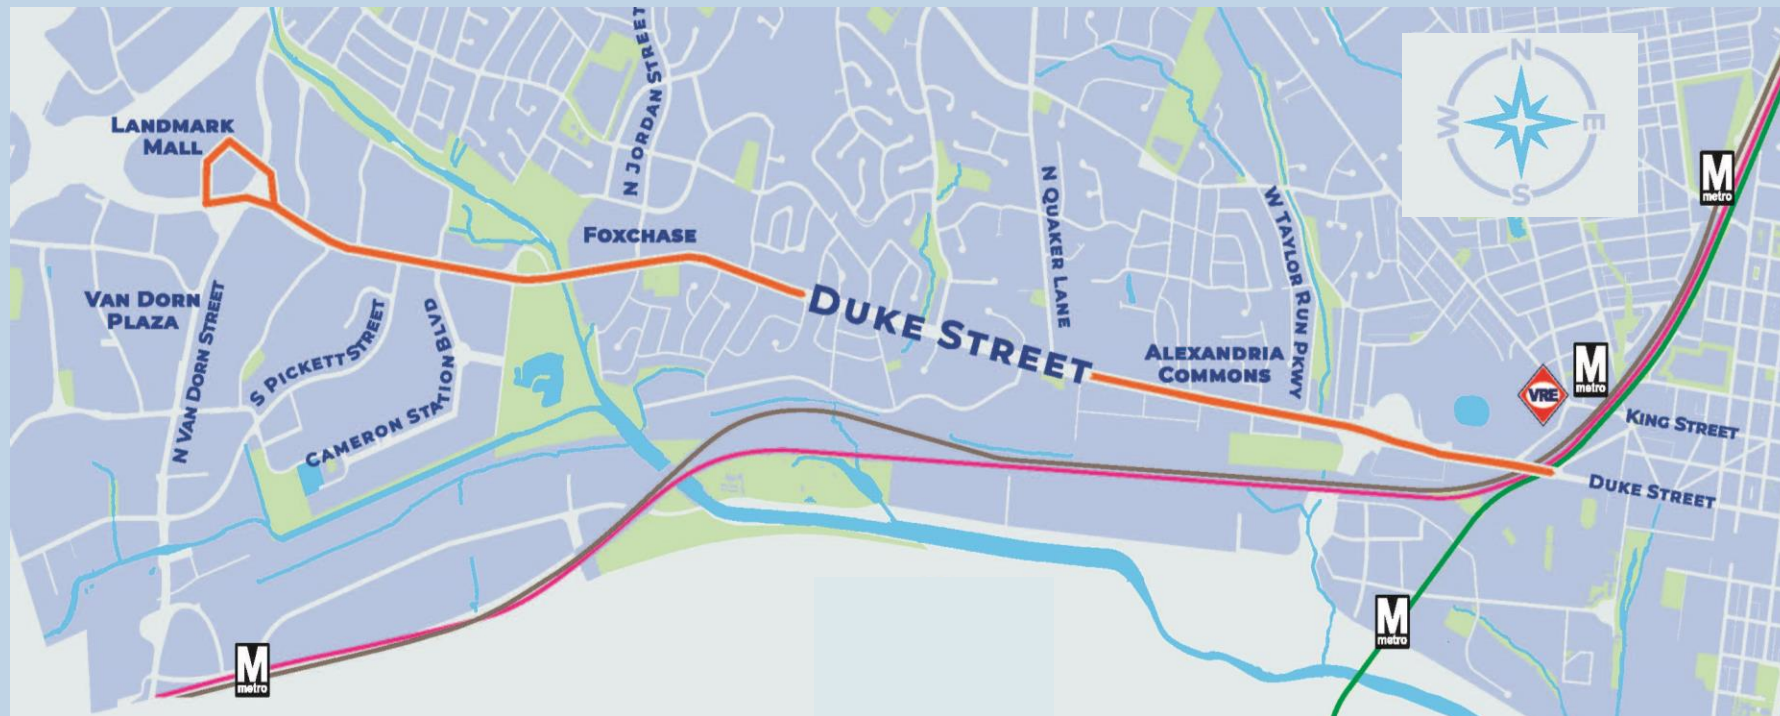 N JORDAN STREET
N
W
E
S
LANDMARK
MALL
M
metro
N QUAKER LANE
W TAYLOR RUN PKWY
FOXCHASE
VAN DORN
PLAZA
N VAN DORN STREET
S PICKETT STREET
CAMERON STATION BLVD
DUKE STREET
ALEXANDRIA
COMMONS
VRE
M
metro
KING STREET
DUKE STREET
M
metro
M
metro